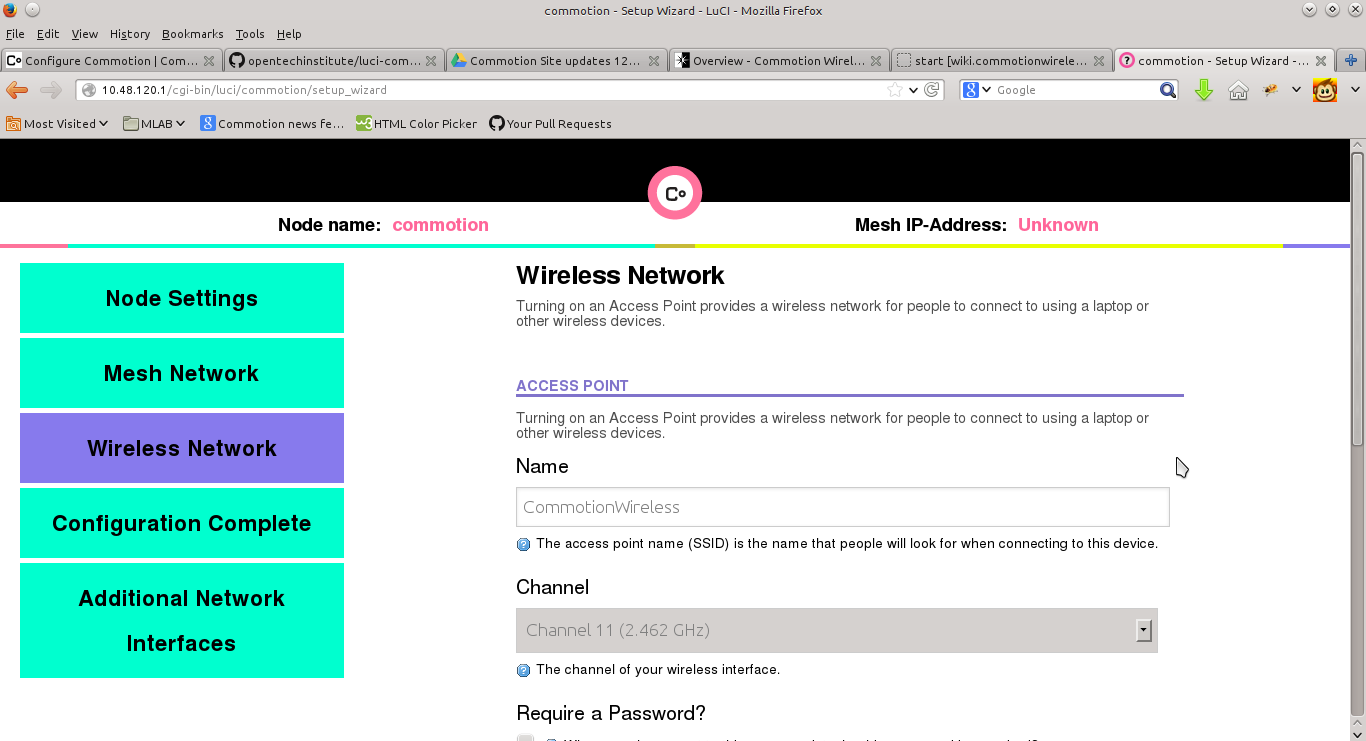 commotion - Setup Wizard - LuCI - Mozilla Firefox
File Edit View History Bookmarks Tools Help
Configure Commotion | Com... opentechinstitute/luci-com... Commotion Site updates 12... Overview - Commotion Wirel... start [wiki.commotionwirele... commotion - Setup Wizard - ...
10.48.120.1/cgi-bin/luci/commotion/setup_wizard Google
Most Visited MLAB Commotion news fe... HTML Color Picker Your Pull Requests
Node name: commotion Mesh IP-Address: Unknown
Node Settings
Mesh Network
Wireless Network
Configuration Complete
Additional Network
Interfaces
Wireless Network
Turning on an Access Point provides a wireless network for people to connect to using a laptop or
other wireless devices.
ACCESS POINT
Turning on an Access Point provides a wireless network for people to connect to using a laptop or
other wireless devices.
Name
CommotionWireless
The access point name (SSID) is the name that people will look for when connecting to this device.
Channel
Channel 11 (2.462 GHz)
The channel of your wireless interface.
Require a Password?